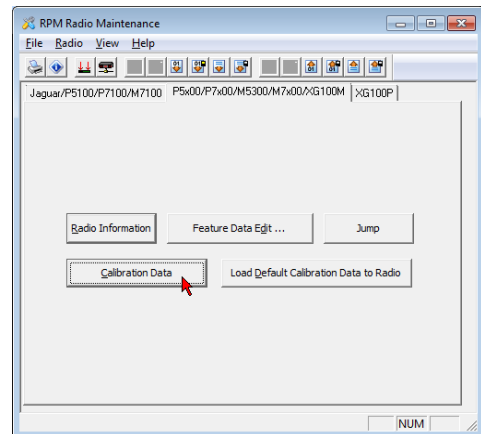 RPM Radio Maintenance
File Radio View Help
Jaguar/P5100/P7100/M7100 P5x00/P7x00/M5300/M7x00/XG100M XG100P
Radio Information Feature Data Edit ... Jump
Calibration Data Load Default Calibration Data to Radio
NUM